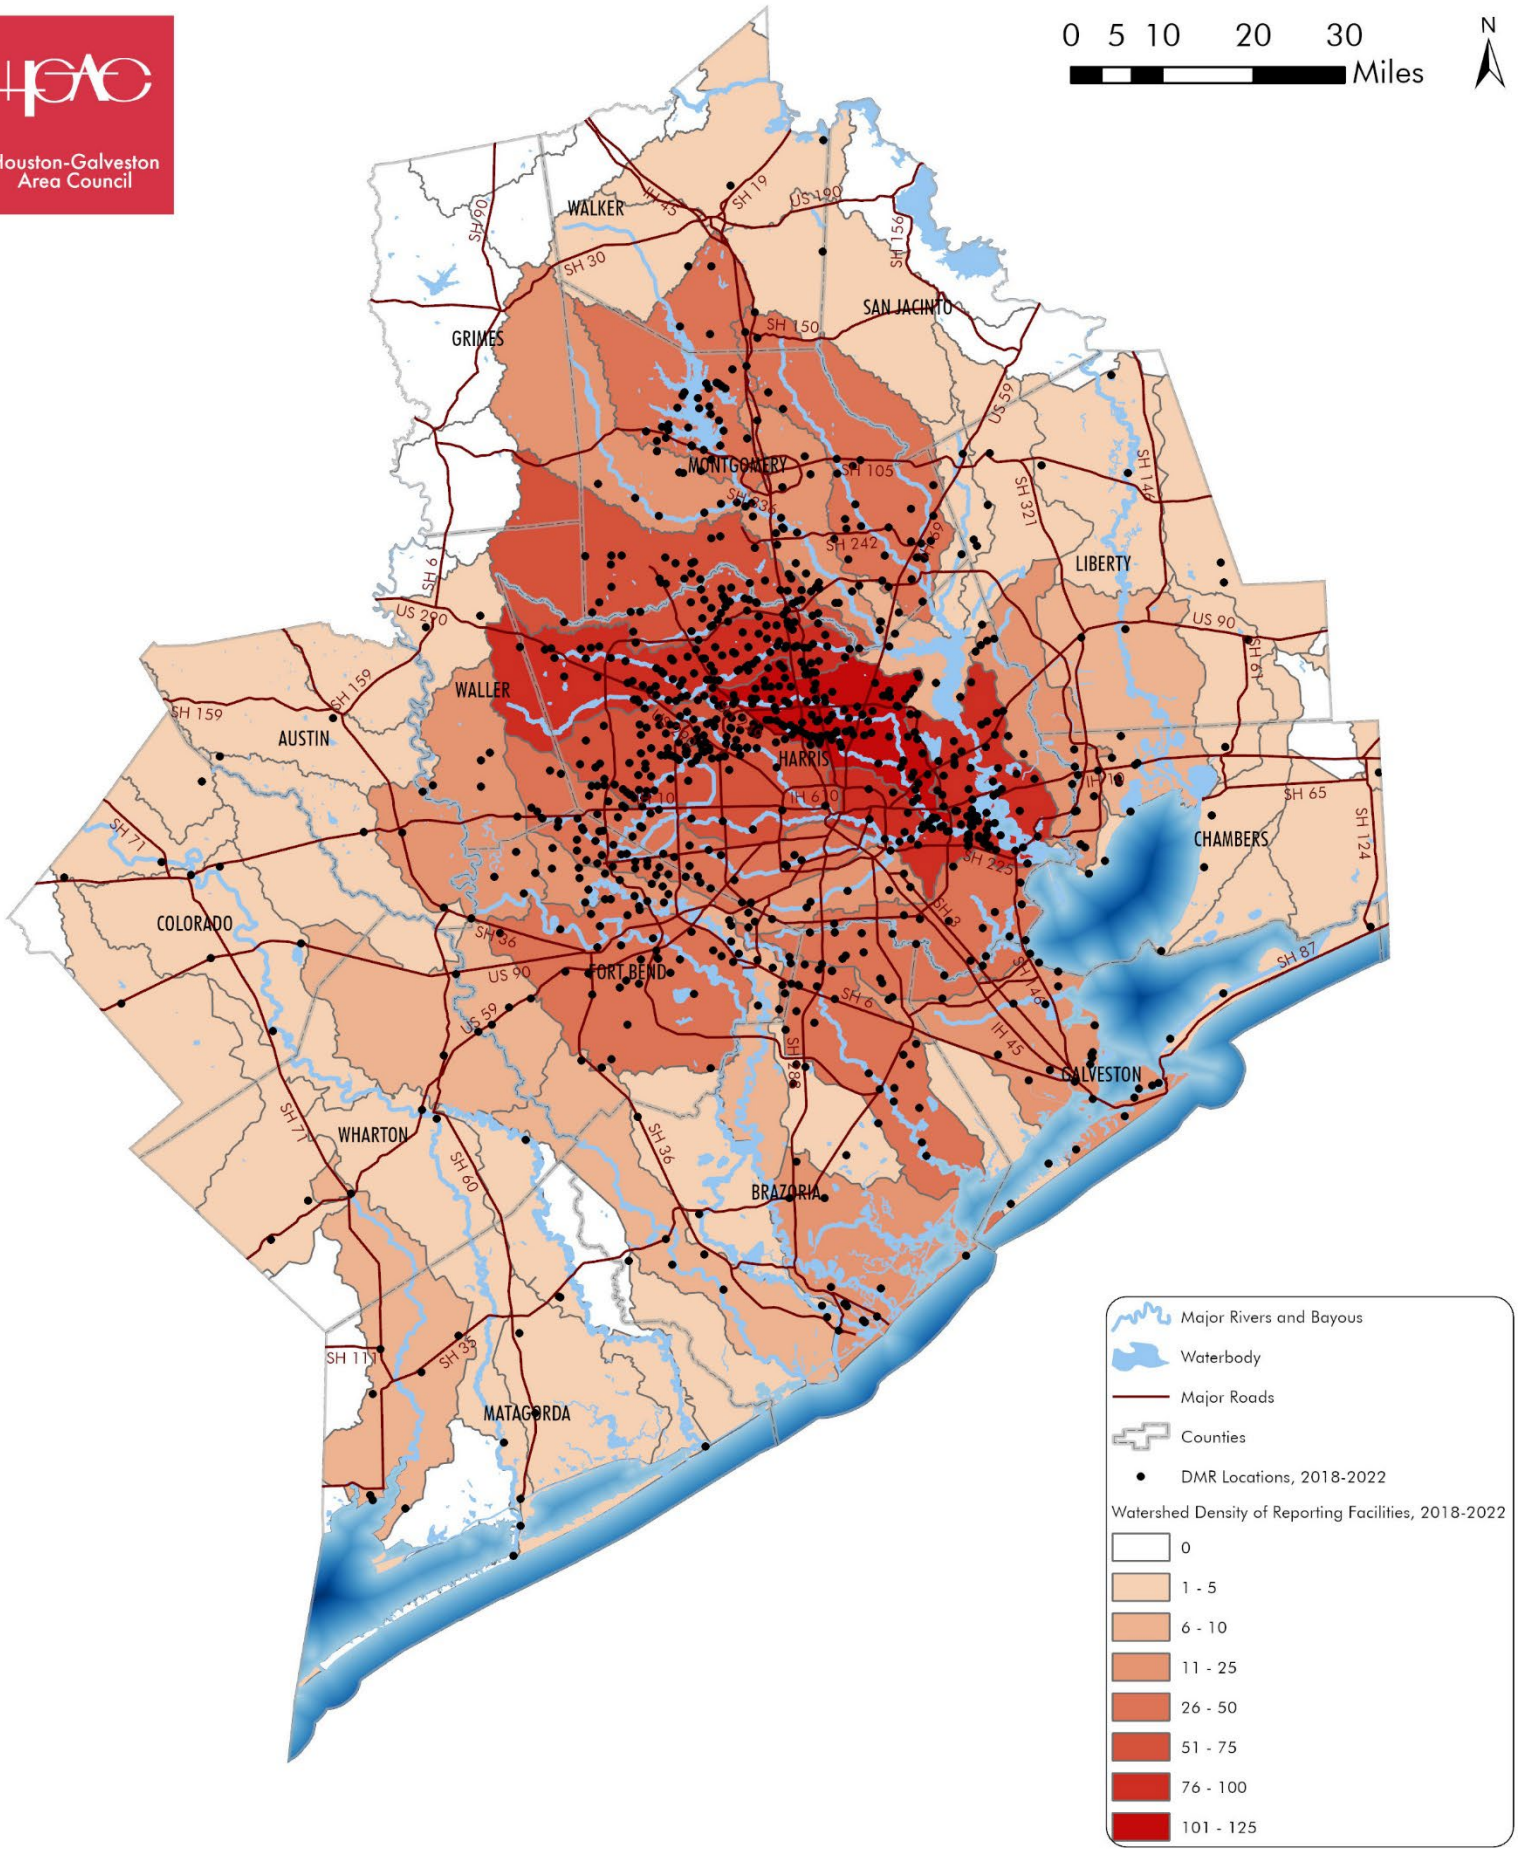 0 5 10 20 30
Miles
N
Houston-Galveston
Area Council
WALKER
IH 45
SH 19
US 190
SH 90
SH 156
SH 30
SAN JACINTO
GRIMES
SH 150
US 59
MONTGOMERY
SH 105
SH 146
SH 336
SH 321
SH 242
LIBERTY
SH 6
US 290
US 90
SH 61
SH 159
SH 159
WALLER
AUSTIN
HARRIS
IH 10
IH 610
SH 65
SH 71
CHAMBERS
SH 124
SH 225
SH 3
COLORADO
SH 36
SH 87
US 90
FORT BEND
SH 146
SH 6
US 59
IH 45
SH 288
GALVESTON
SH 71
WHARTON
SH 36
SH 60
BRAZORIA
SH 111
SH 35
MATAGORDA
Major Rivers and Bayous
Waterbody
Major Roads
Counties
DMR Locations, 2018-2022
Watershed Density of Reporting Facilities, 2018-2022
0
1 - 5
6 - 10
11 - 25
26 - 50
51 - 75
76 - 100
101 - 125